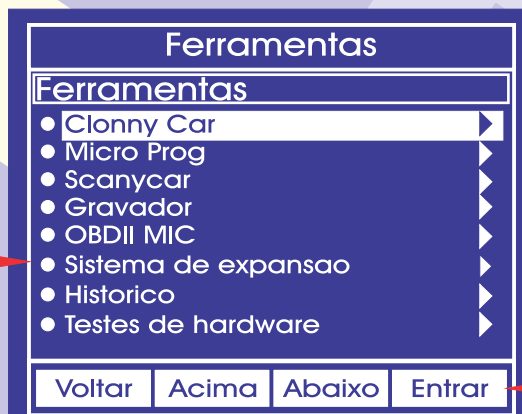 Ferramentas
Ferramentas
Clonny Car
Micro Prog
Scanycar
Gravador
OBDII MIC
Sistema de expansao
Historico
Testes de hardware
Voltar Acima Abaixo Entrar